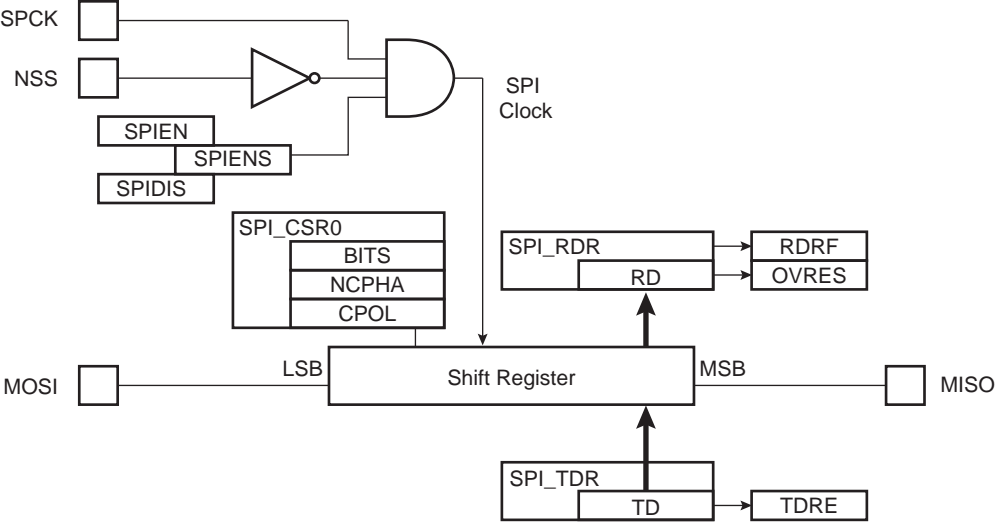 SPCK
NSS
SPI
Clock
SPIEN
SPIENS
SPIDIS
SPI_CSR0
BITS
NCPHA
CPOL
SPI_RDR
RD
RDRF
OVRES
MOSI
LSB
Shift Register
MSB
MISO
SPI_TDR
TD
TDRE